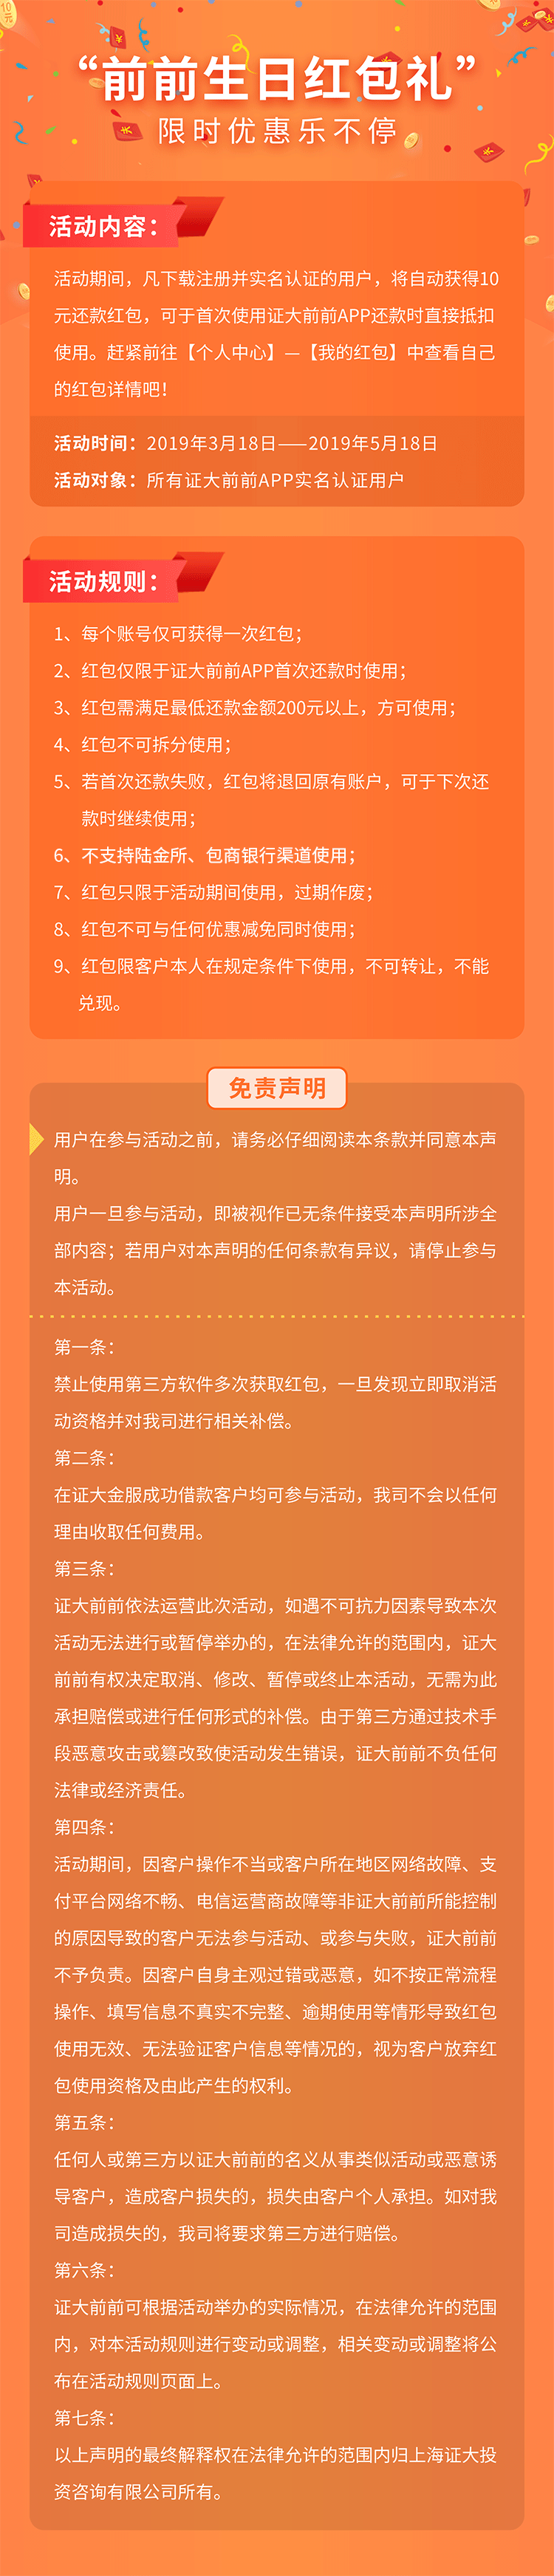 10
元
“前前生日红包礼”
限时优惠乐不停
活动内容：
活动期间，凡下载注册并实名认证的用户，将自动获得10
元还款红包，可于首次使用证大前前APP还款时直接抵扣
使用。赶紧前往【个人中心】—【我的红包】中查看自己
的红包详情吧！
活动时间：2019年3月18日——2019年5月18日
活动对象：所有证大前前APP实名认证用户
活动规则：
1、每个账号仅可获得一次红包；
2、红包仅限于证大前前APP首次还款时使用；
3、红包需满足最低还款金额200元以上，方可使用；
4、红包不可拆分使用；
5、若首次还款失败，红包将退回原有账户，可于下次还
款时继续使用；
6、不支持陆金所、包商银行渠道使用；
7、红包只限于活动期间使用，过期作废；
8、红包不可与任何优惠减免同时使用；
9、红包限客户本人在规定条件下使用，不可转让，不能
兑现。
免责声明
用户在参与活动之前，请务必仔细阅读本条款并同意本声
明。
用户一旦参与活动，即被视作已无条件接受本声明所涉全
部内容；若用户对本声明的任何条款有异议，请停止参与
本活动。
第一条：
禁止使用第三方软件多次获取红包，一旦发现立即取消活
动资格并对我司进行相关补偿。
第二条：
在证大金服成功借款客户均可参与活动，我司不会以任何
理由收取任何费用。
第三条：
证大前前依法运营此次活动，如遇不可抗力因素导致本次
活动无法进行或暂停举办的，在法律允许的范围内，证大
前前有权决定取消、修改、暂停或终止本活动，无需为此
承担赔偿或进行任何形式的补偿。由于第三方通过技术手
段恶意攻击或篡改致使活动发生错误，证大前前不负任何
法律或经济责任。
第四条：
活动期间，因客户操作不当或客户所在地区网络故障、支
付平台网络不畅、电信运营商故障等非证大前前所能控制
的原因导致的客户无法参与活动、或参与失败，证大前前
不予负责。因客户自身主观过错或恶意，如不按正常流程
操作、填写信息不真实不完整、逾期使用等情形导致红包
使用无效、无法验证客户信息等情况的，视为客户放弃红
包使用资格及由此产生的权利。
第五条：
任何人或第三方以证大前前的名义从事类似活动或恶意诱
导客户，造成客户损失的，损失由客户个人承担。如对我
司造成损失的，我司将要求第三方进行赔偿。
第六条：
证大前前可根据活动举办的实际情况，在法律允许的范围
内，对本活动规则进行变动或调整，相关变动或调整将公
布在活动规则页面上。
第七条：
以上声明的最终解释权在法律允许的范围内归上海证大投
资咨询有限公司所有。